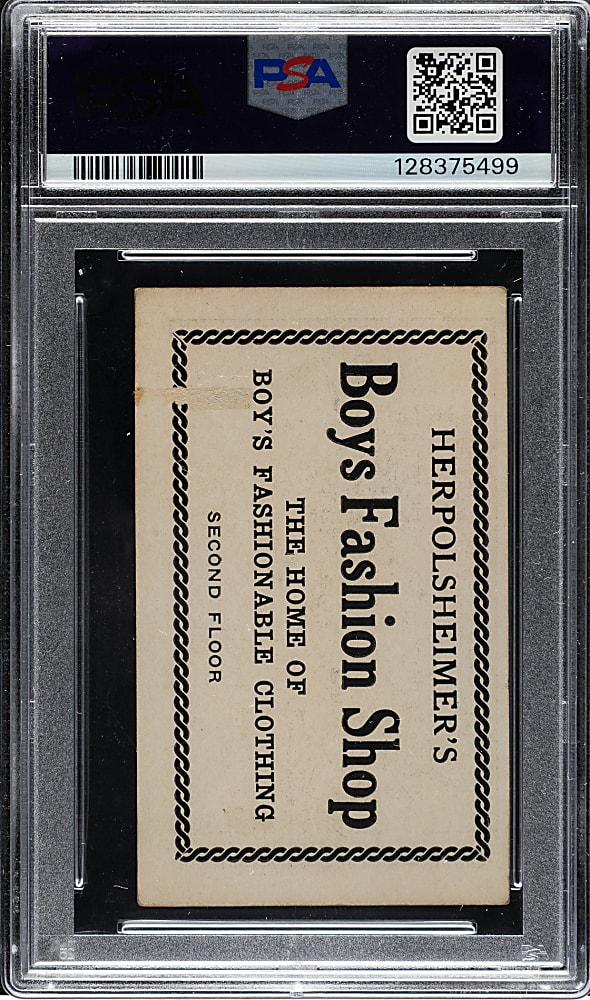 PSA
128375499
HERPOLSHEIMER'S
Boys Fashion Shop
THE HOME OF
BOY'S FASHIONABLE CLOTHING
SECOND FLOOR